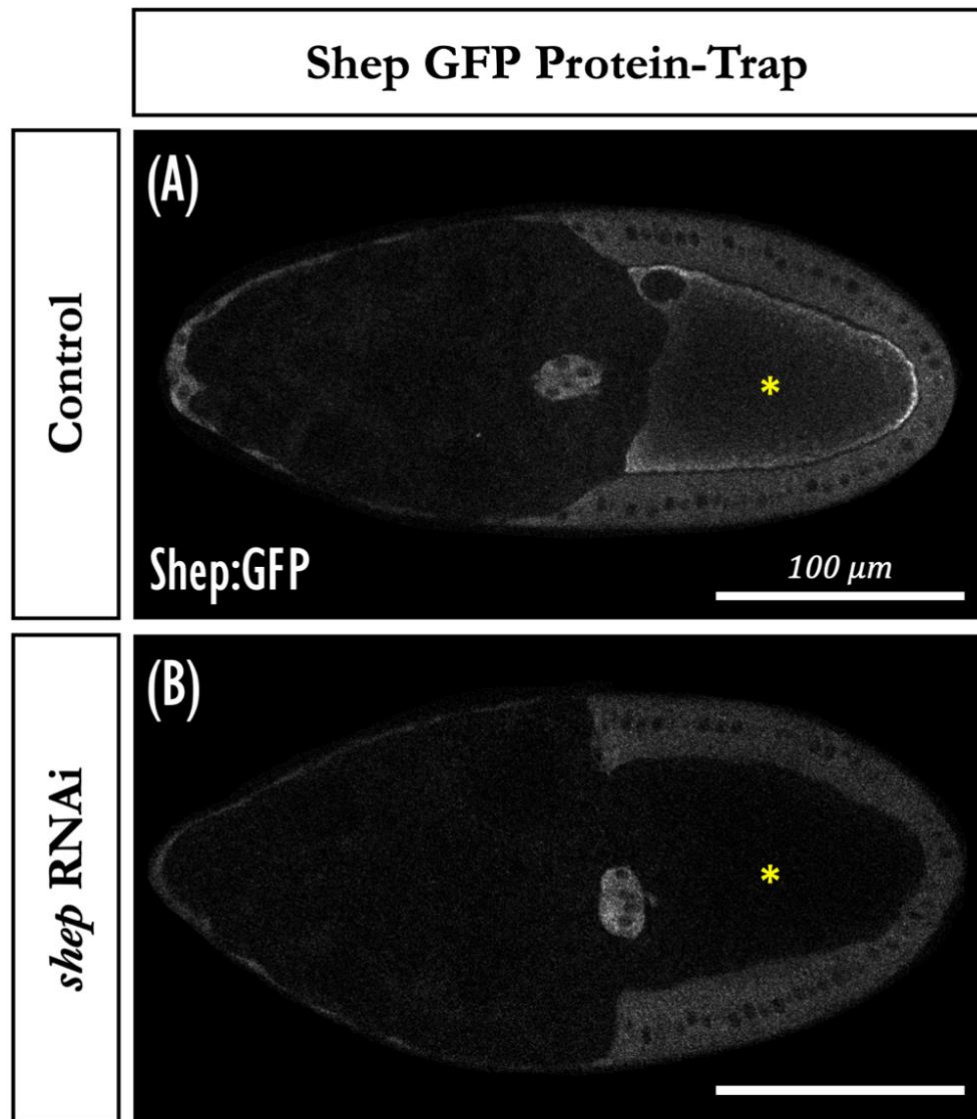 Shep GFP Protein-Trap
Control
(A)
*
Shep:GFP
100 μm
shep RNAi
(B)
*